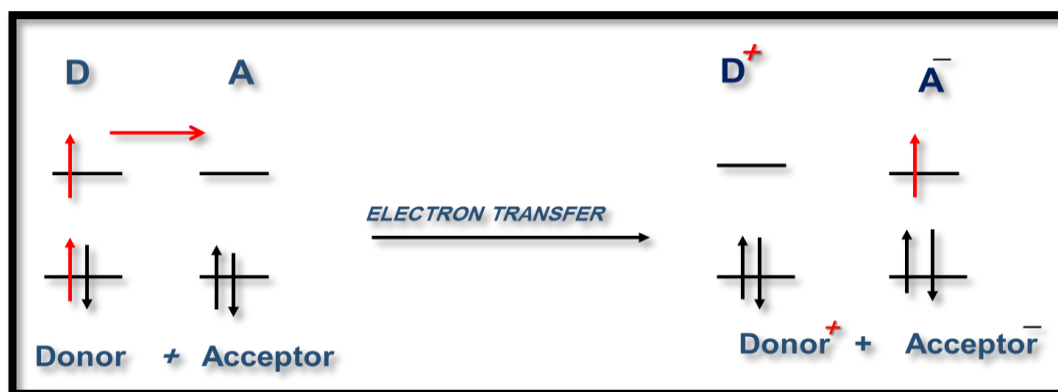 D A D+ A−
ELECTRON TRANSFER
Donor + Acceptor Donor+ + Acceptor−